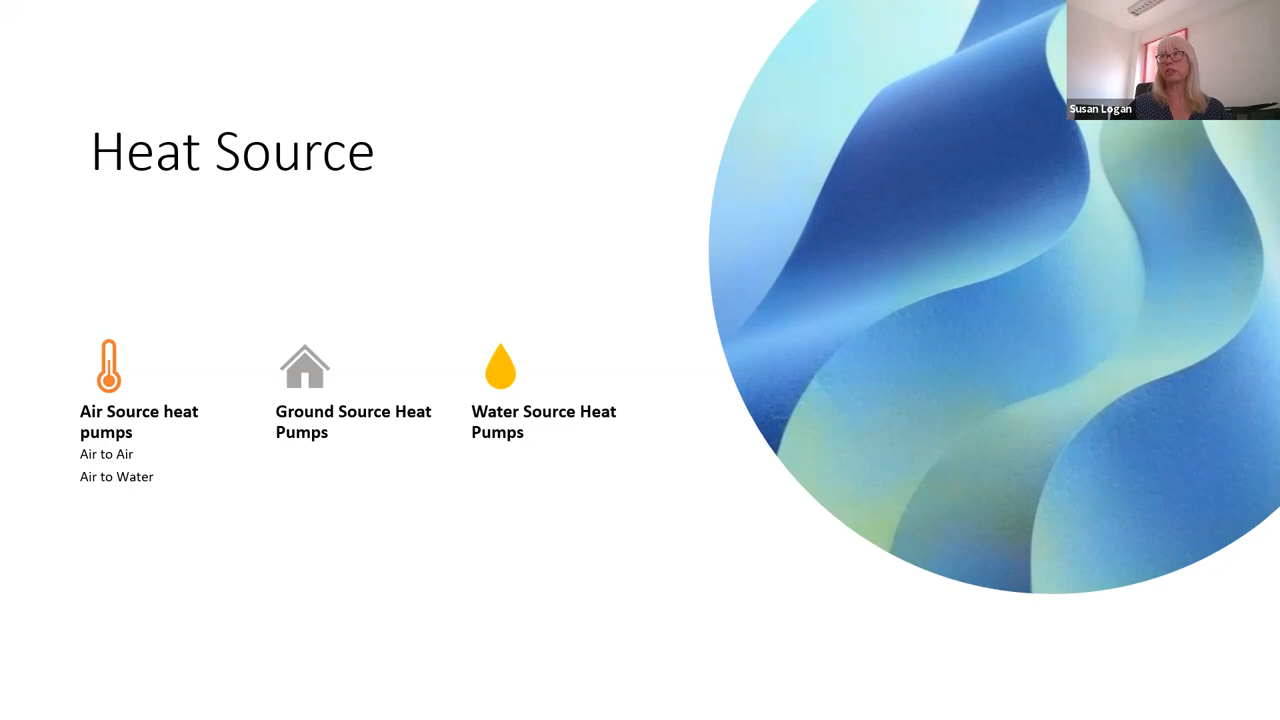 Susan Logan
Heat Source
Air Source heat
pumps
Air to Air
Air to Water
Ground Source Heat
Pumps
Water Source Heat
Pumps